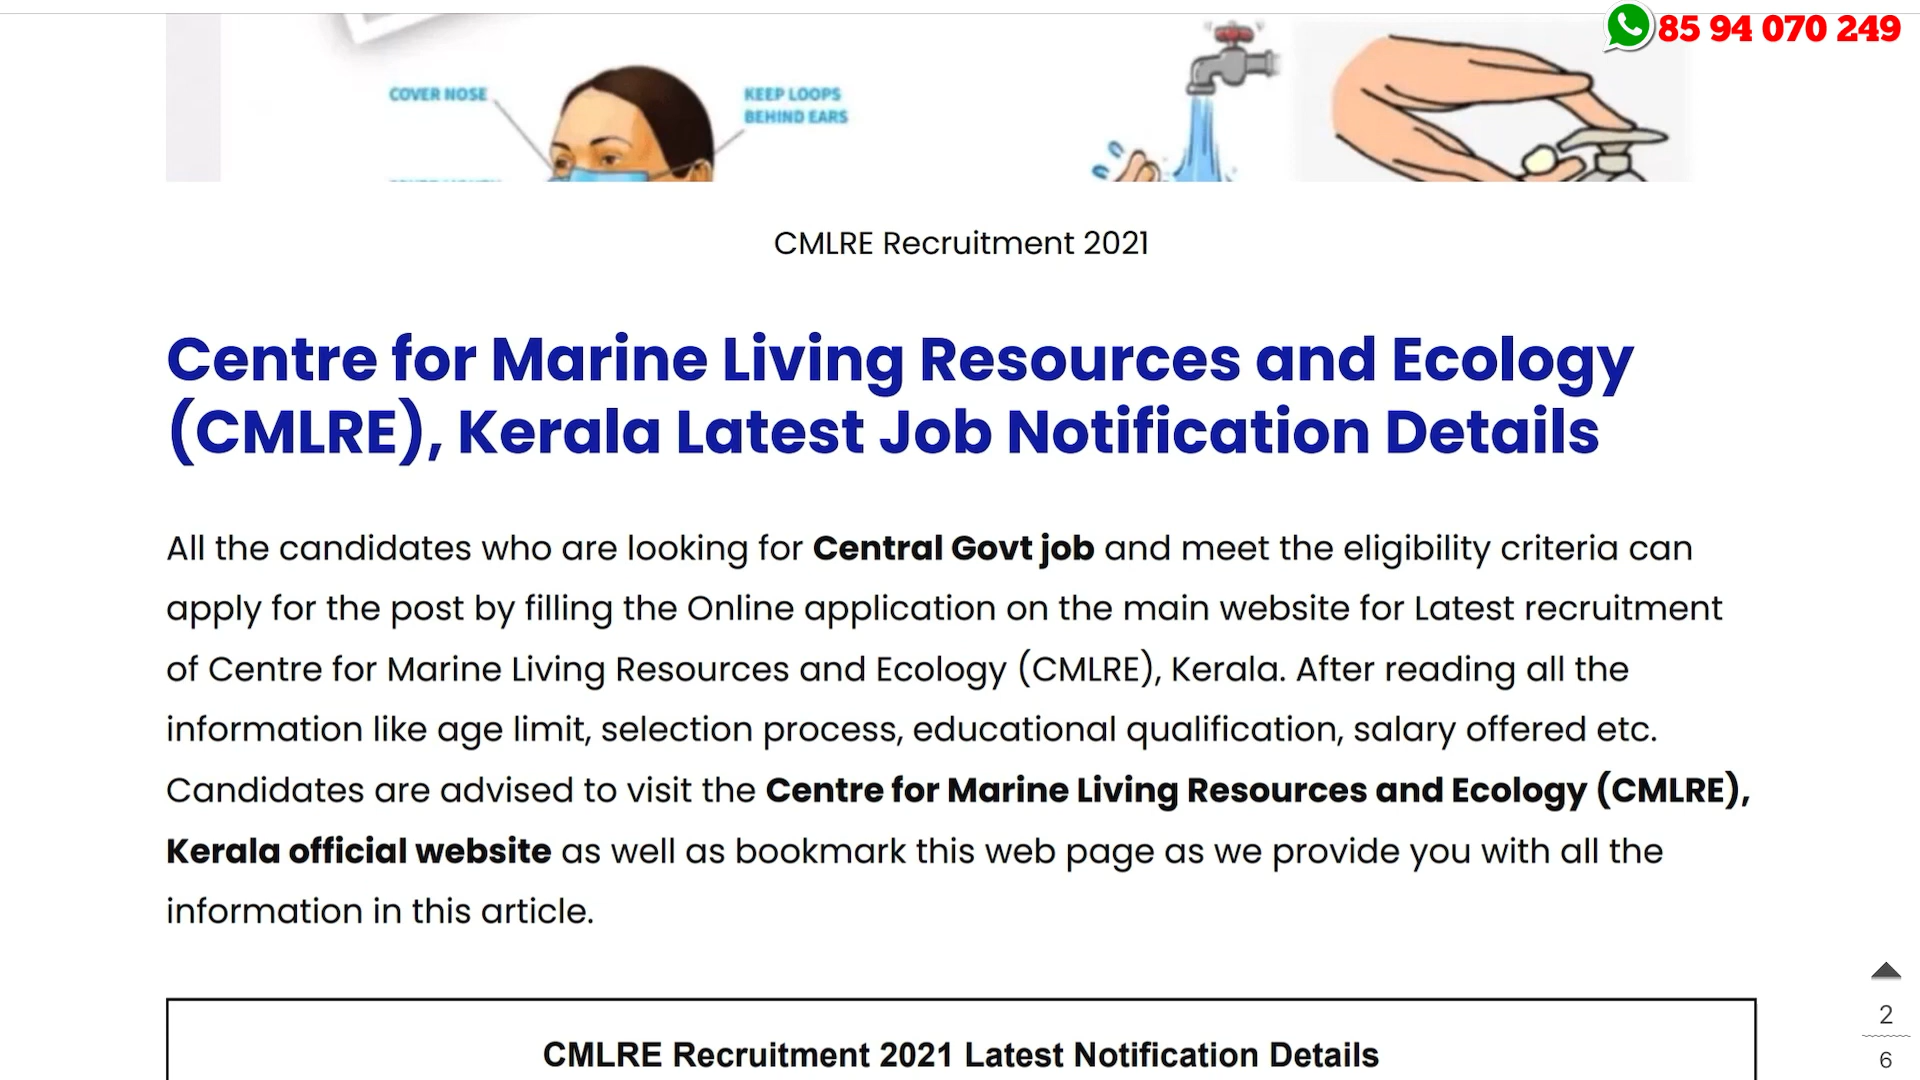 85 94 070 249
COVER NOSE
KEEP LOOPS
BEHIND EARS
CMLRE Recruitment 2021
Centre for Marine Living Resources and Ecology
(CMLRE), Kerala Latest Job Notification Details
All the candidates who are looking for Central Govt job and meet the eligibility criteria can
apply for the post by filling the Online application on the main website for Latest recruitment
of Centre for Marine Living Resources and Ecology (CMLRE), Kerala. After reading all the
information like age limit, selection process, educational qualification, salary offered etc.
Candidates are advised to visit the Centre for Marine Living Resources and Ecology (CMLRE),
Kerala official website as well as bookmark this web page as we provide you with all the
information in this article.
CMLRE Recruitment 2021 Latest Notification Details
2
6